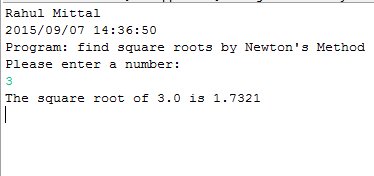 Rahul Mittal
2015/09/07 14:36:50
Program: find square roots by Newton's Method
Please enter a number:
3
The square root of 3.0 is 1.7321